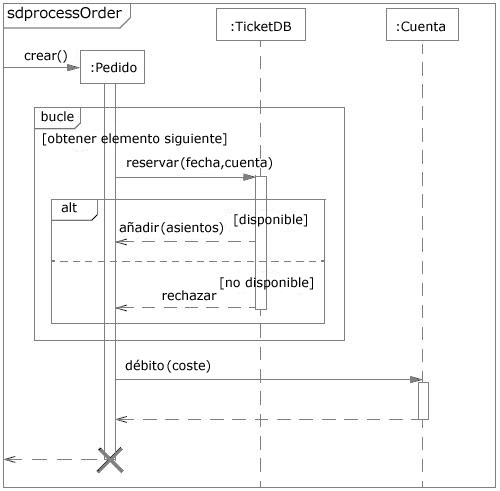 sdprocessOrder
:TicketDB
:Cuenta
crear()
:Pedido
bucle
[obtener elemento siguiente]
reservar(fecha,cuenta)
alt
[disponible]
añadir(asientos)
[no disponible]
rechazar
débito(coste)